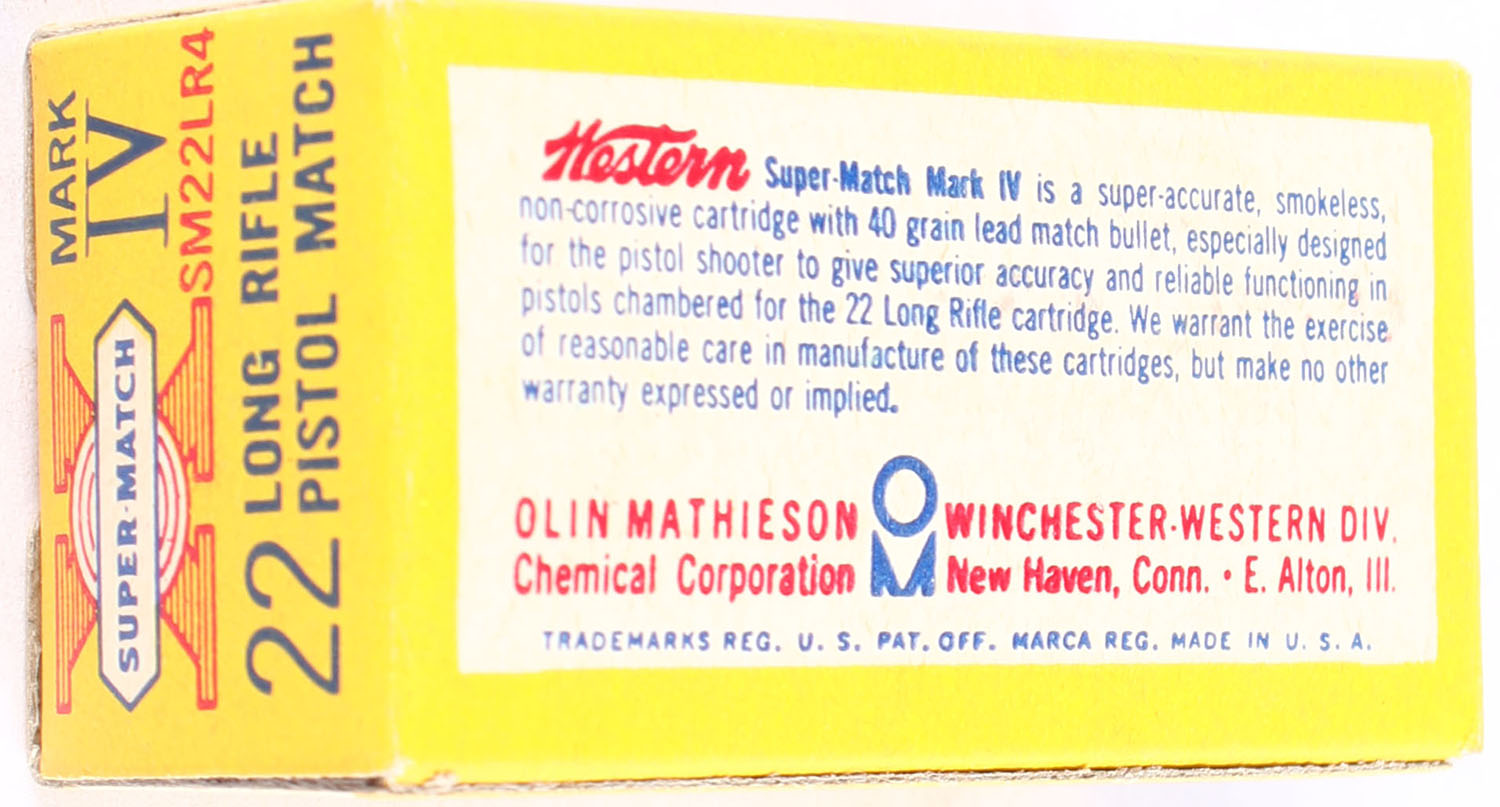 MARK
IV
SM22LR4
SUPER-MATCH
22 LONG RIFLE
PISTOL MATCH
Western Super-Match Mark IV is a super-accurate, smokeless,
non-corrosive cartridge with 40 grain lead match bullet, especially designed
for the pistol shooter to give superior accuracy and reliable functioning in
pistols chambered for the 22 Long Rifle cartridge. We warrant the exercise
of reasonable care in manufacture of these cartridges, but make no other
warranty expressed or implied.
OLIN MATHIESON OM WINCHESTER-WESTERN DIV.
Chemical Corporation New Haven, Conn. • E. Alton, Ill.
TRADEMARKS REG. U. S. PAT. OFF. MARCA REG. MADE IN U. S. A.